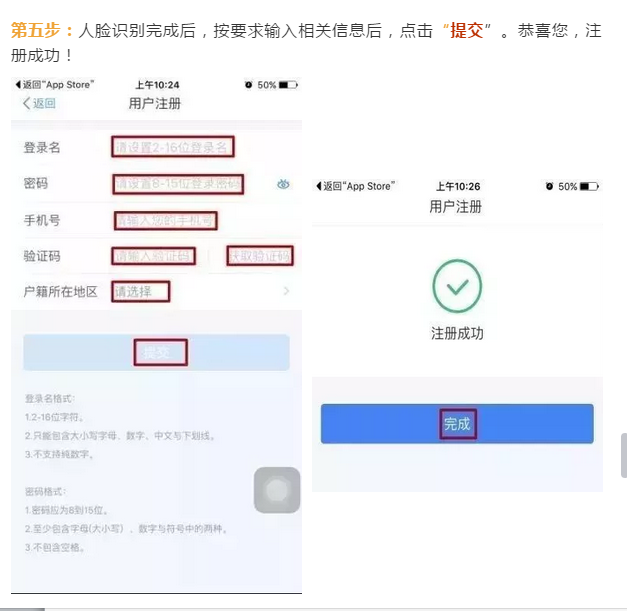 第五步：人脸识别完成后，按要求输入相关信息后，点击“提交”。恭喜您，注
册成功！
返回"App Store" 上午10:24 50%
返回 用户注册
登录名 请设置2-16位登录名
密码 请设置8-15位登录密码
手机号 请输入您的手机号
验证码 请输入验证码 获取验证码
户籍所在地区 请选择
提交
登录名格式:
1.2-16位字符。
2.只能包含大小写字母、数字、中文与下划线。
3.不支持纯数字。
密码格式:
1.密码应为8到15位。
2.至少包含字母(大小写）、数字与符号中的两种。
3.不包含空格。
返回"App Store" 上午10:26 50%
用户注册
注册成功
完成